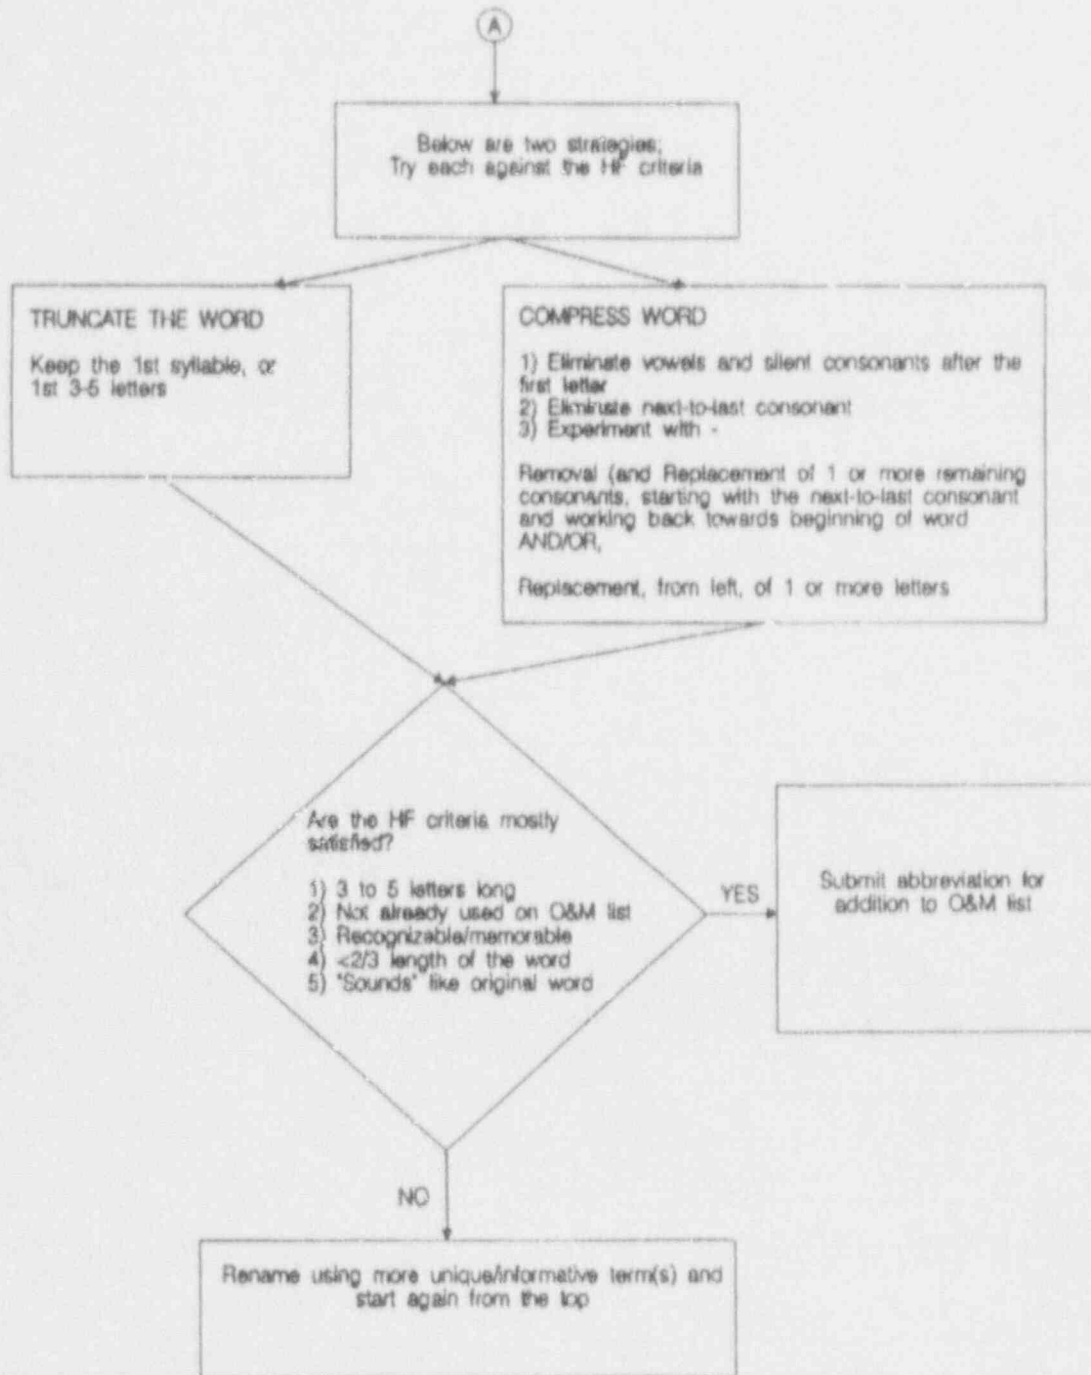 A
Below are two strategies;
Try each against the HF criteria
TRUNCATE THE WORD
Keep the 1st syllable, or
1st 3-5 letters
COMPRESS WORD
1) Eliminate vowels and silent consonants after the
first letter
2) Eliminate next-to-last consonant
3) Experiment with -
Removal (and Replacement of 1 or more remaining
consonants, starting with the next-to-last consonant
and working back towards beginning of word
AND/OR,
Replacement, from left, of 1 or more letters
Are the HF criteria mostly
satisfied?
1) 3 to 5 letters long
2) Not already used on O&M list
3) Recognizable/memorable
4) <2/3 length of the word
5) "Sounds" like original word
YES
Submit abbreviation for
addition to O&M list
NO
Rename using more unique/informative term(s) and
start again from the top